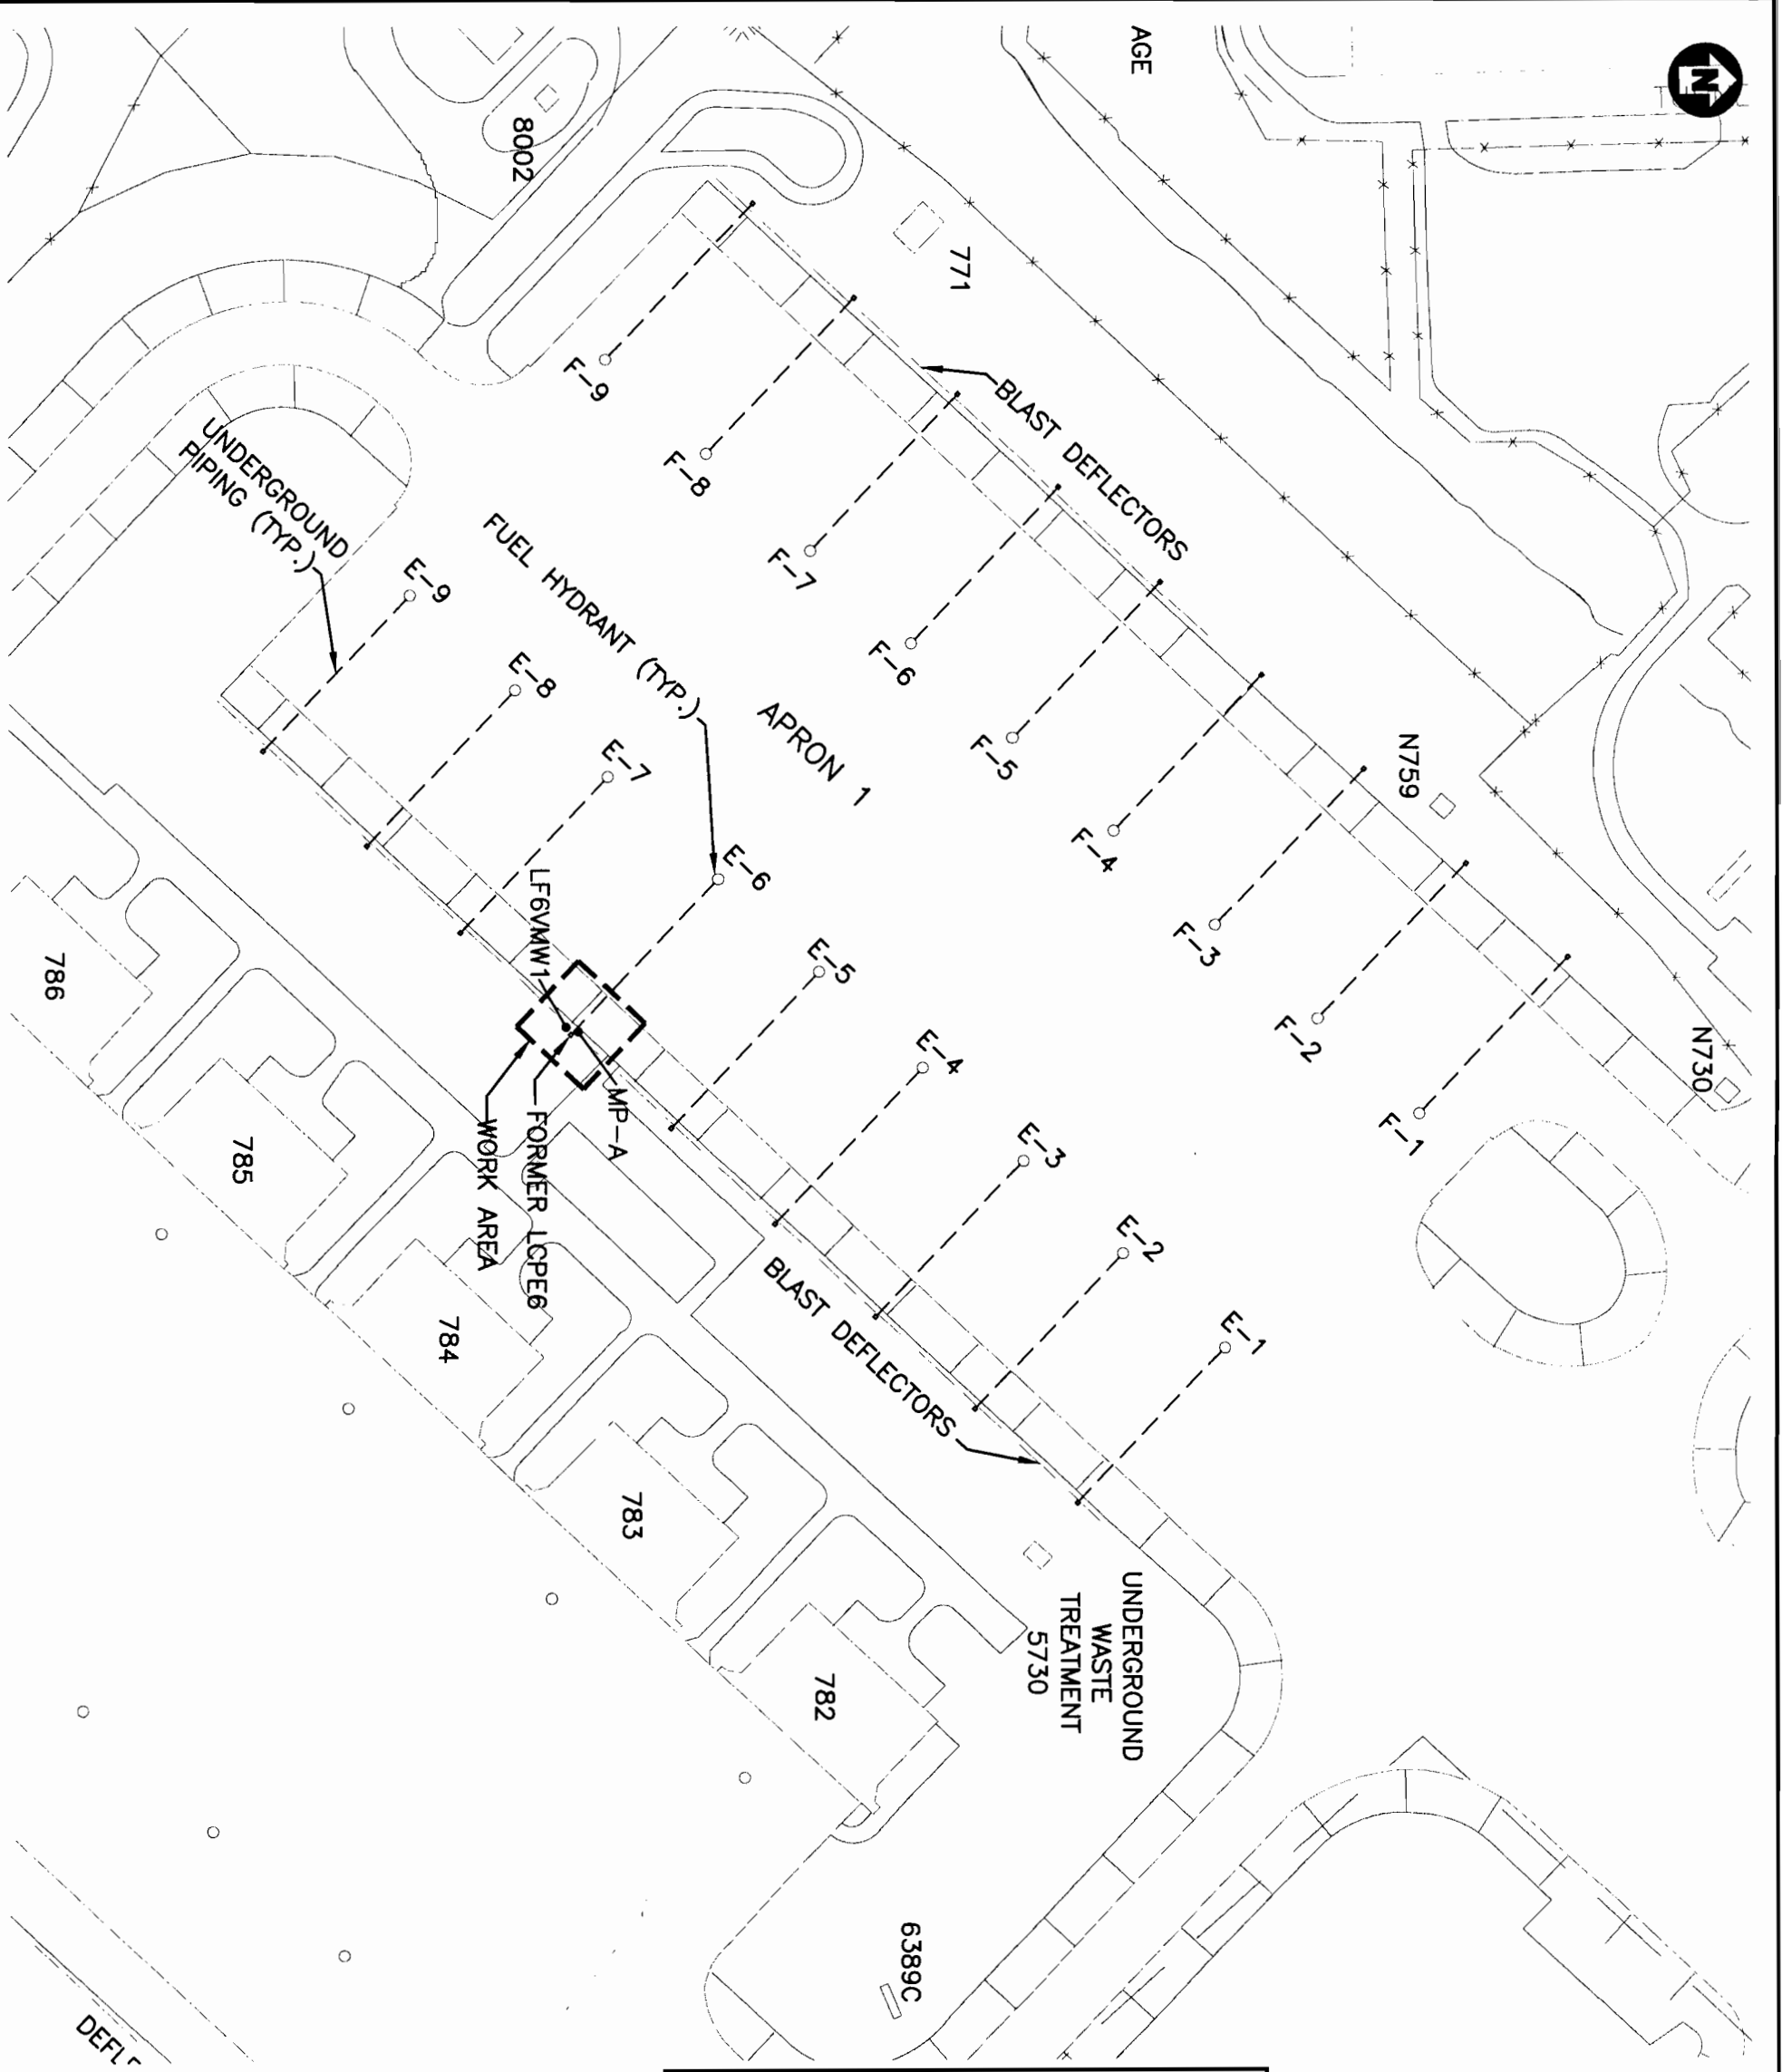 N
AGE
8002
771
BLAST DEFLECTORS
F-9
F-8
F-7
F-6
F-5
F-4
F-3
F-2
F-1
N759
N730
UNDERGROUND
PIPING (TYP.)
FUEL HYDRANT (TYP.)
APRON 1
E-9
E-8
E-7
E-6
E-5
E-4
E-3
E-2
E-1
LF6VMW1
MP-A
FORMER LCPE6
WORK AREA
BLAST DEFLECTORS
786
785
784
783
782
UNDERGROUND
WASTE
TREATMENT
5730
6389C